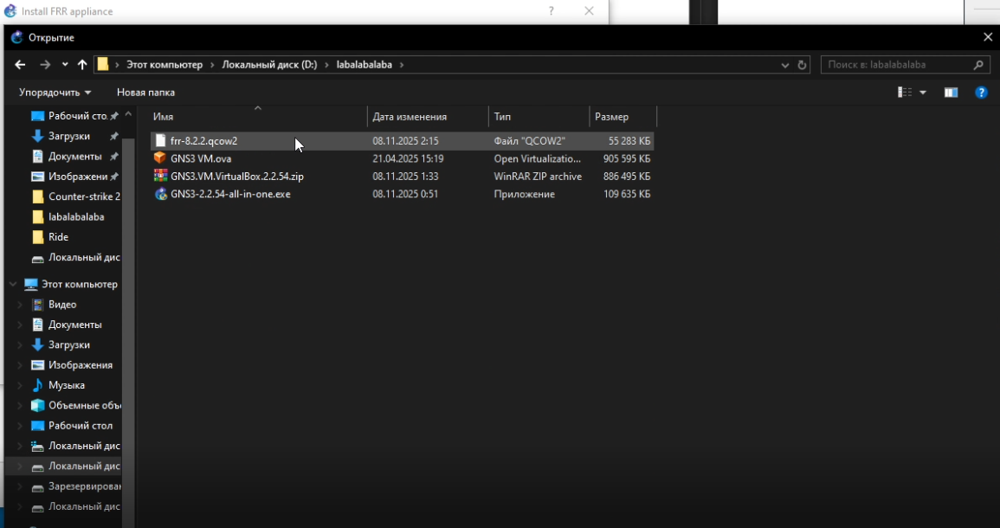 Install FRR appliance
?
Открытие
Этот компьютер › Локальный диск (D:) › labalabalaba ›
Поиск в: labalabalaba
Упорядочить
Новая папка
?
Имя
Дата изменения
Тип
Размер
frr-8.2.2.qcow2 08.11.2025 2:15 Файл "QCOW2" 55 283 КБ
GNS3 VM.ova 21.04.2025 15:19 Open Virtualizatio... 905 595 КБ
GNS3.VM.VirtualBox.2.2.54.zip 08.11.2025 1:33 WinRAR ZIP archive 886 495 КБ
GNS3-2.2.54-all-in-one.exe 08.11.2025 0:51 Приложение 109 635 КБ
Рабочий сто.
Загрузки
Документы
Изображени
Counter-strike 2
labalabalaba
Ride
Локальный дис
Этот компьютер
Видео
Документы
Загрузки
Изображения
Музыка
Объемные объ
Рабочий стол
Локальный дис
Локальный дис
Зарезервирова
Локальный дис